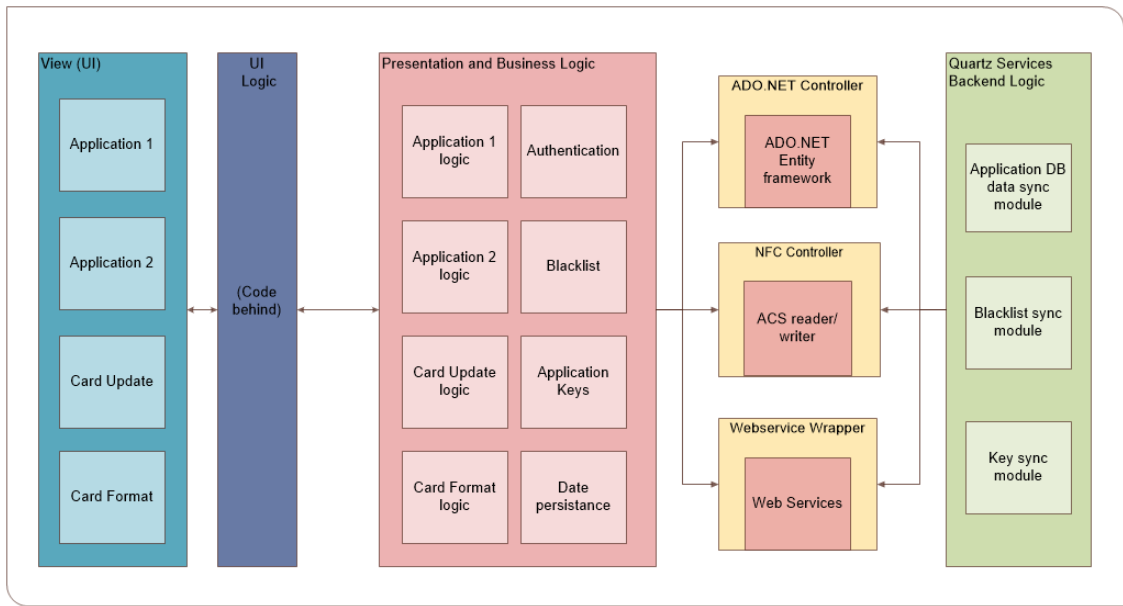 View (UI)
Application 1
Application 2
Card Update
Card Format
UI
Logic
(Code
behind)
Presentation and Business Logic
Application 1
logic
Authentication
Application 2
logic
Blacklist
Card Update
logic
Application
Keys
Card Format
logic
Date
persistance
ADO.NET Controller
ADO.NET
Entity
framework
NFC Controller
ACS reader/
writer
Webservice Wrapper
Web Services
Quartz Services
Backend Logic
Application DB
data sync
module
Blacklist sync
module
Key sync
module